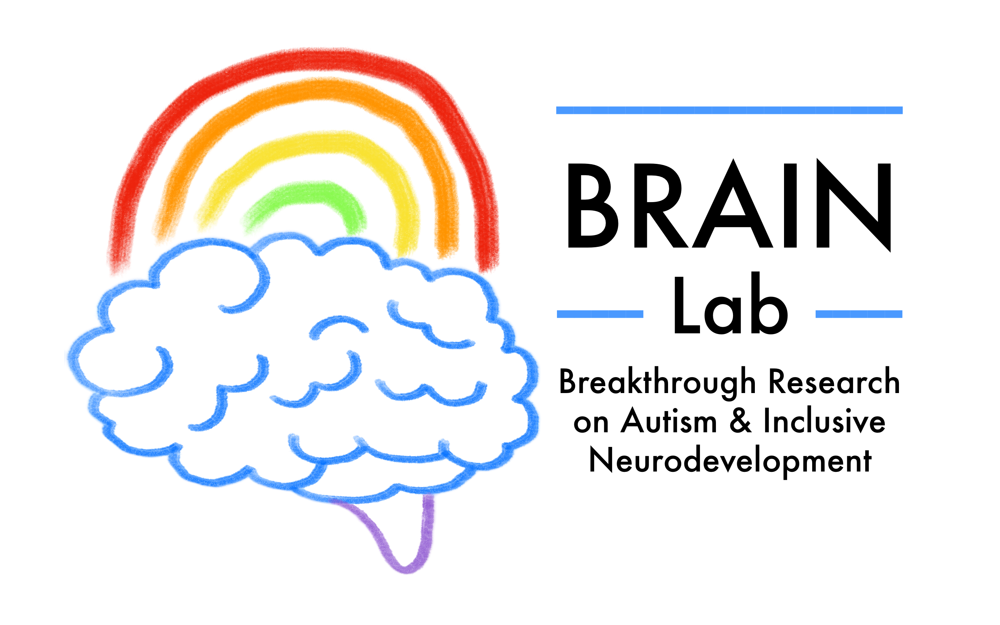 BRAIN
Lab
Breakthrough Research
on Autism & Inclusive
Neurodevelopment